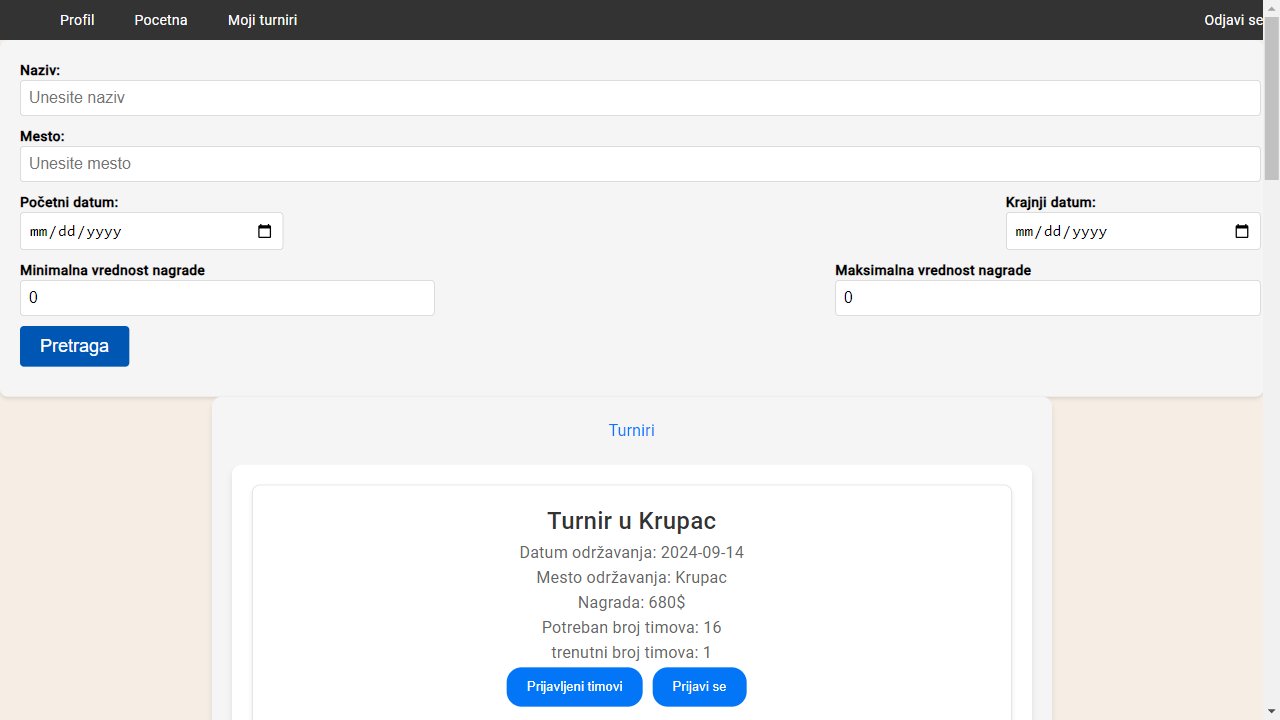 Profil Pocetna Moji turniri Odjavi se
Naziv:
Unesite naziv
Mesto:
Unesite mesto
Početni datum: Krajnji datum:
mm/dd/yyyy mm/dd/yyyy
Minimalna vrednost nagrade Maksimalna vrednost nagrade
0 0
Pretraga
Turniri
Turnir u Krupac
Datum održavanja: 2024-09-14
Mesto održavanja: Krupac
Nagrada: 680$
Potreban broj timova: 16
trenutni broj timova: 1
Prijavljeni timovi Prijavi se